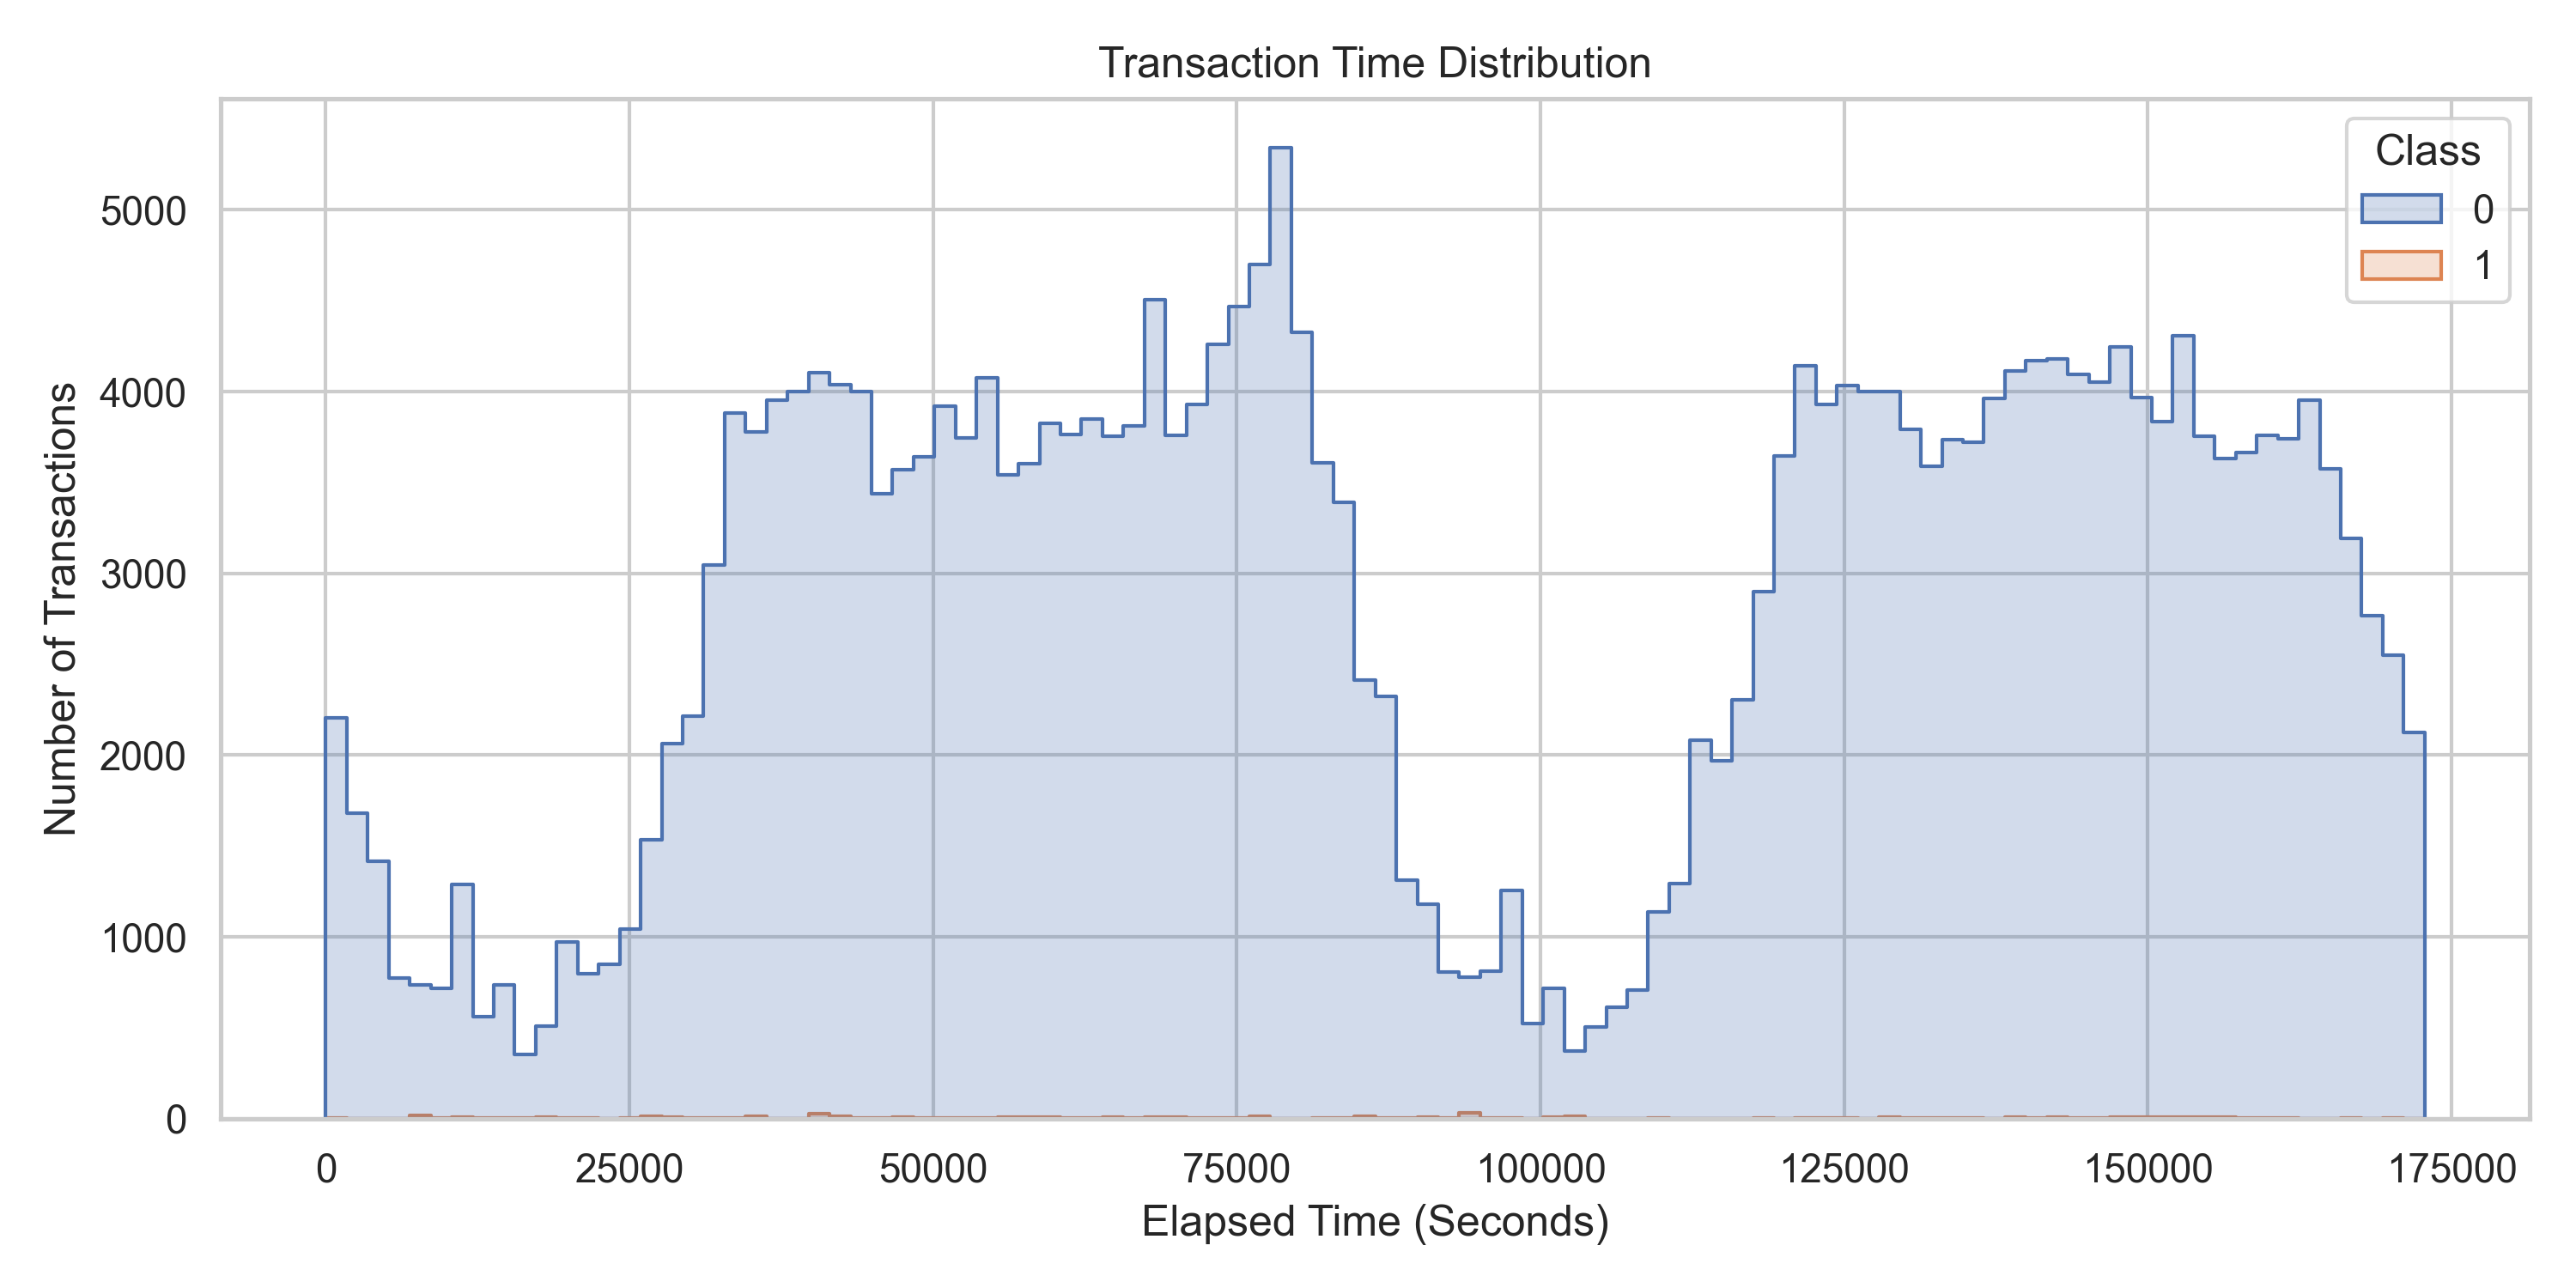 Transaction Time Distribution
Class
0
1
5000
4000
3000
2000
1000
0
Number of Transactions
0 25000 50000 75000 100000 125000 150000 175000
Elapsed Time (Seconds)